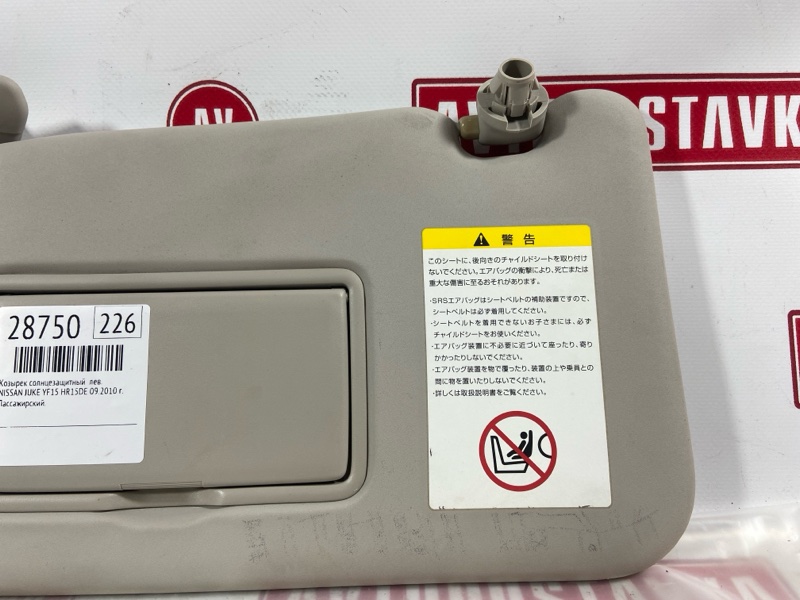 AV
STAVK
警告
このシートに、後向きのチャイルドシートを取り付け
ないでください。エアバッグの衝撃により、死亡または
重大な傷害に至るおそれがあります。
・SRSエアバッグはシートベルトの補助装置ですので、
シートベルトは必ず着用してください。
・シートベルトを着用できないお子さまには、必ず
チャイルドシートをお使いください。
・エアバッグ装置に不必要に近づいて座ったり、寄り
かかったりしないでください。
・エアバッグ装置を物で覆ったり、装置の上や乗員との
間に物を置いたりしないでください。
・詳しくは取扱説明書をご覧ください。
28750 226
Козырек солнцезащитный лев.
NISSAN JUKE YF15 HR15DE 09.2010 г.
Пассажирский.